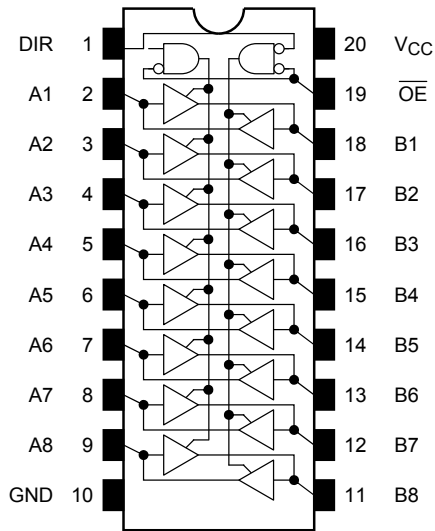 DIR 1 20 VCC
A1 2 19 OE
A2 3 18 B1
A3 4 17 B2
A4 5 16 B3
A5 6 15 B4
A6 7 14 B5
A7 8 13 B6
A8 9 12 B7
GND 10 11 B8